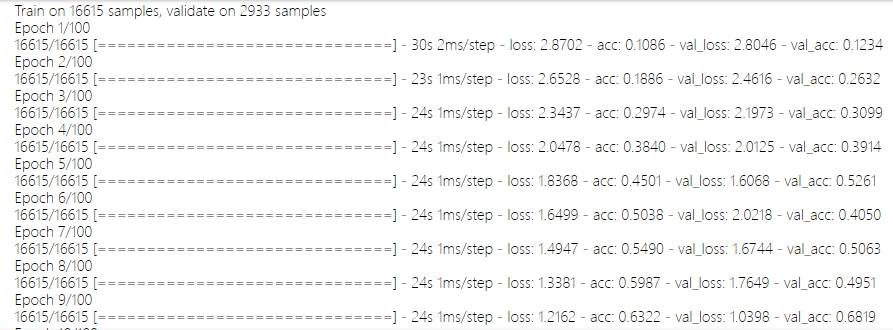 Train on 16615 samples, validate on 2933 samples
Epoch 1/100
16615/16615 [==============================] - 30s 2ms/step - loss: 2.8702 - acc: 0.1086 - val_loss: 2.8046 - val_acc: 0.1234
Epoch 2/100
16615/16615 [==============================] - 23s 1ms/step - loss: 2.6528 - acc: 0.1886 - val_loss: 2.4616 - val_acc: 0.2632
Epoch 3/100
16615/16615 [==============================] - 24s 1ms/step - loss: 2.3437 - acc: 0.2974 - val_loss: 2.1973 - val_acc: 0.3099
Epoch 4/100
16615/16615 [==============================] - 24s 1ms/step - loss: 2.0478 - acc: 0.3840 - val_loss: 2.0125 - val_acc: 0.3914
Epoch 5/100
16615/16615 [==============================] - 24s 1ms/step - loss: 1.8368 - acc: 0.4501 - val_loss: 1.6068 - val_acc: 0.5261
Epoch 6/100
16615/16615 [==============================] - 24s 1ms/step - loss: 1.6499 - acc: 0.5038 - val_loss: 2.0218 - val_acc: 0.4050
Epoch 7/100
16615/16615 [==============================] - 24s 1ms/step - loss: 1.4947 - acc: 0.5490 - val_loss: 1.6744 - val_acc: 0.5063
Epoch 8/100
16615/16615 [==============================] - 24s 1ms/step - loss: 1.3381 - acc: 0.5987 - val_loss: 1.7649 - val_acc: 0.4951
Epoch 9/100
16615/16615 [==============================] - 24s 1ms/step - loss: 1.2162 - acc: 0.6322 - val_loss: 1.0398 - val_acc: 0.6819